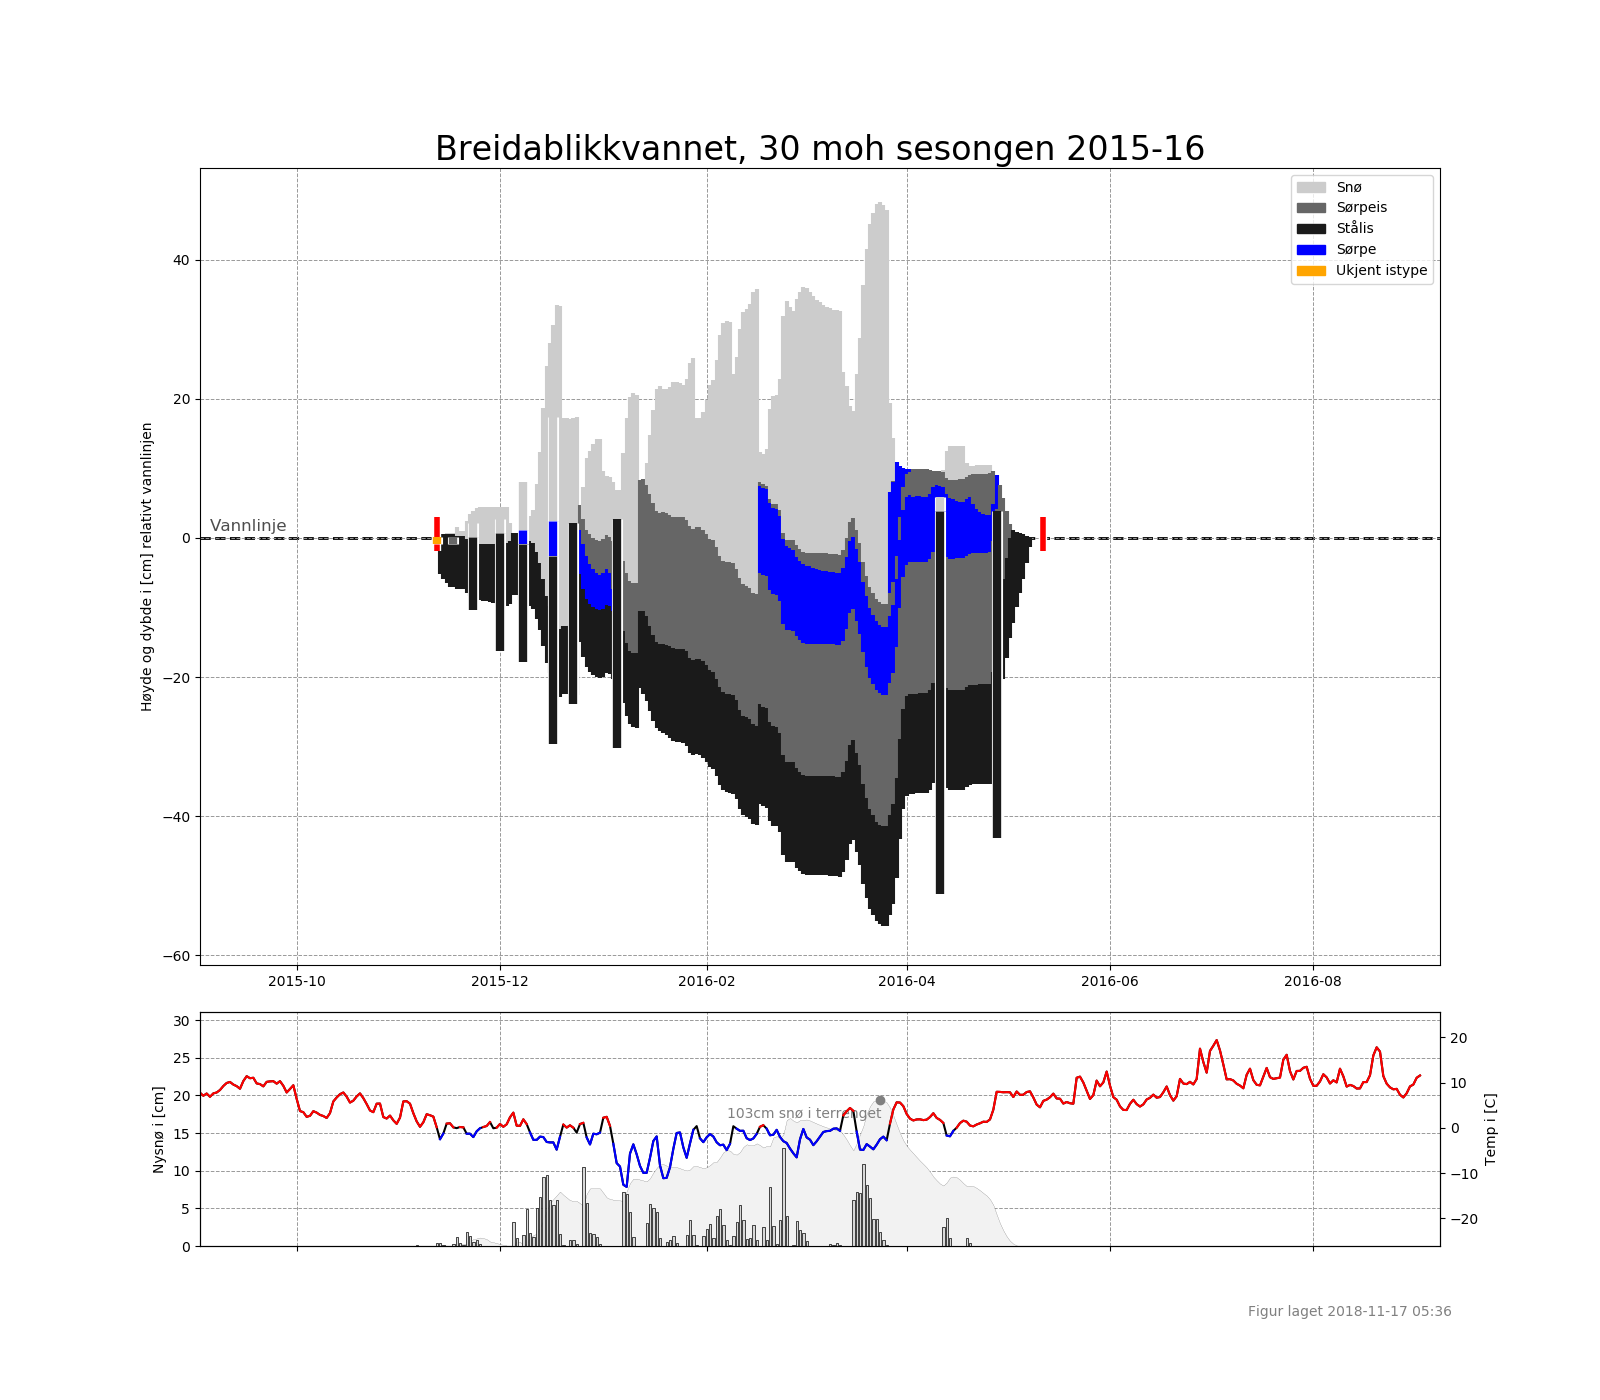 Breidablikkvannet, 30 moh sesongen 2015-16
Snø
Sørpeis
Stålis
Sørpe
Ukjent istype
Høyde og dybde i [cm] relativt vannlinjen
40
20
0
−20
−40
−60
Vannlinje
2015-10 2015-12 2016-02 2016-04 2016-06 2016-08
Nysnø i [cm]
30
25
20
15
10
5
0
103cm snø i terrenget
20
10
0
−10
−20
Temp i [C]
Figur laget 2018-11-17 05:36